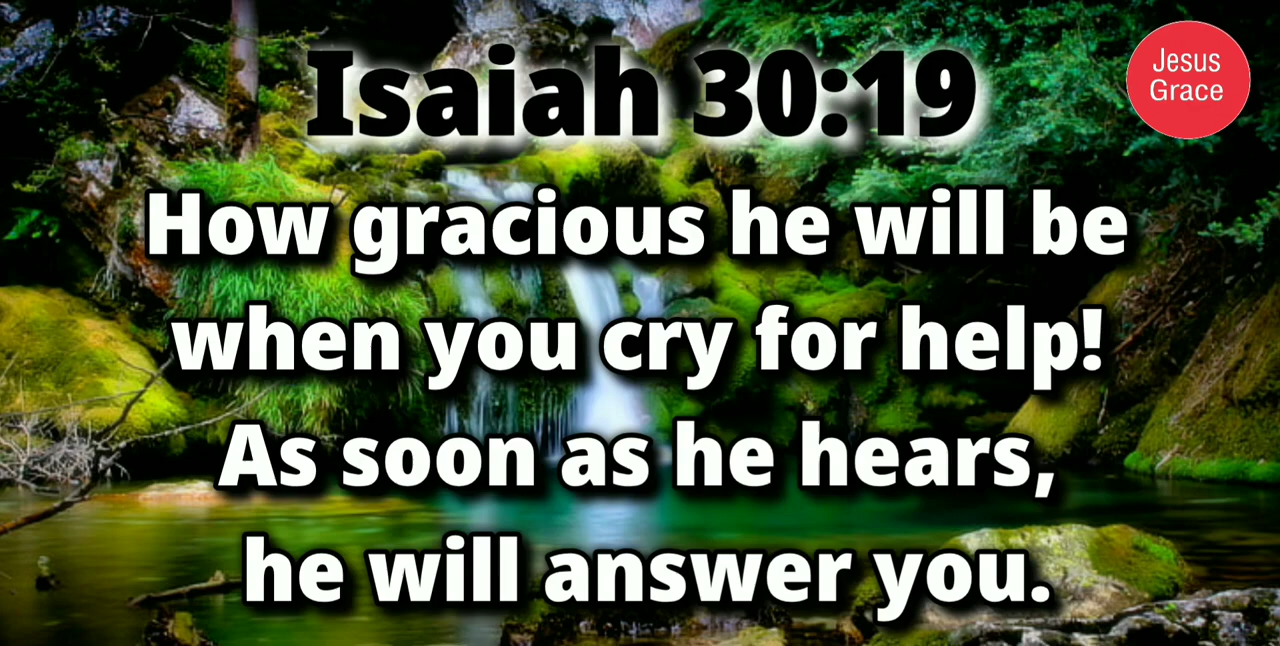 Isaiah 30:19
Jesus
Grace
How gracious he will be
when you cry for help!
As soon as he hears,
he will answer you.